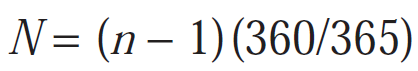 N = (n − 1)(360/365)